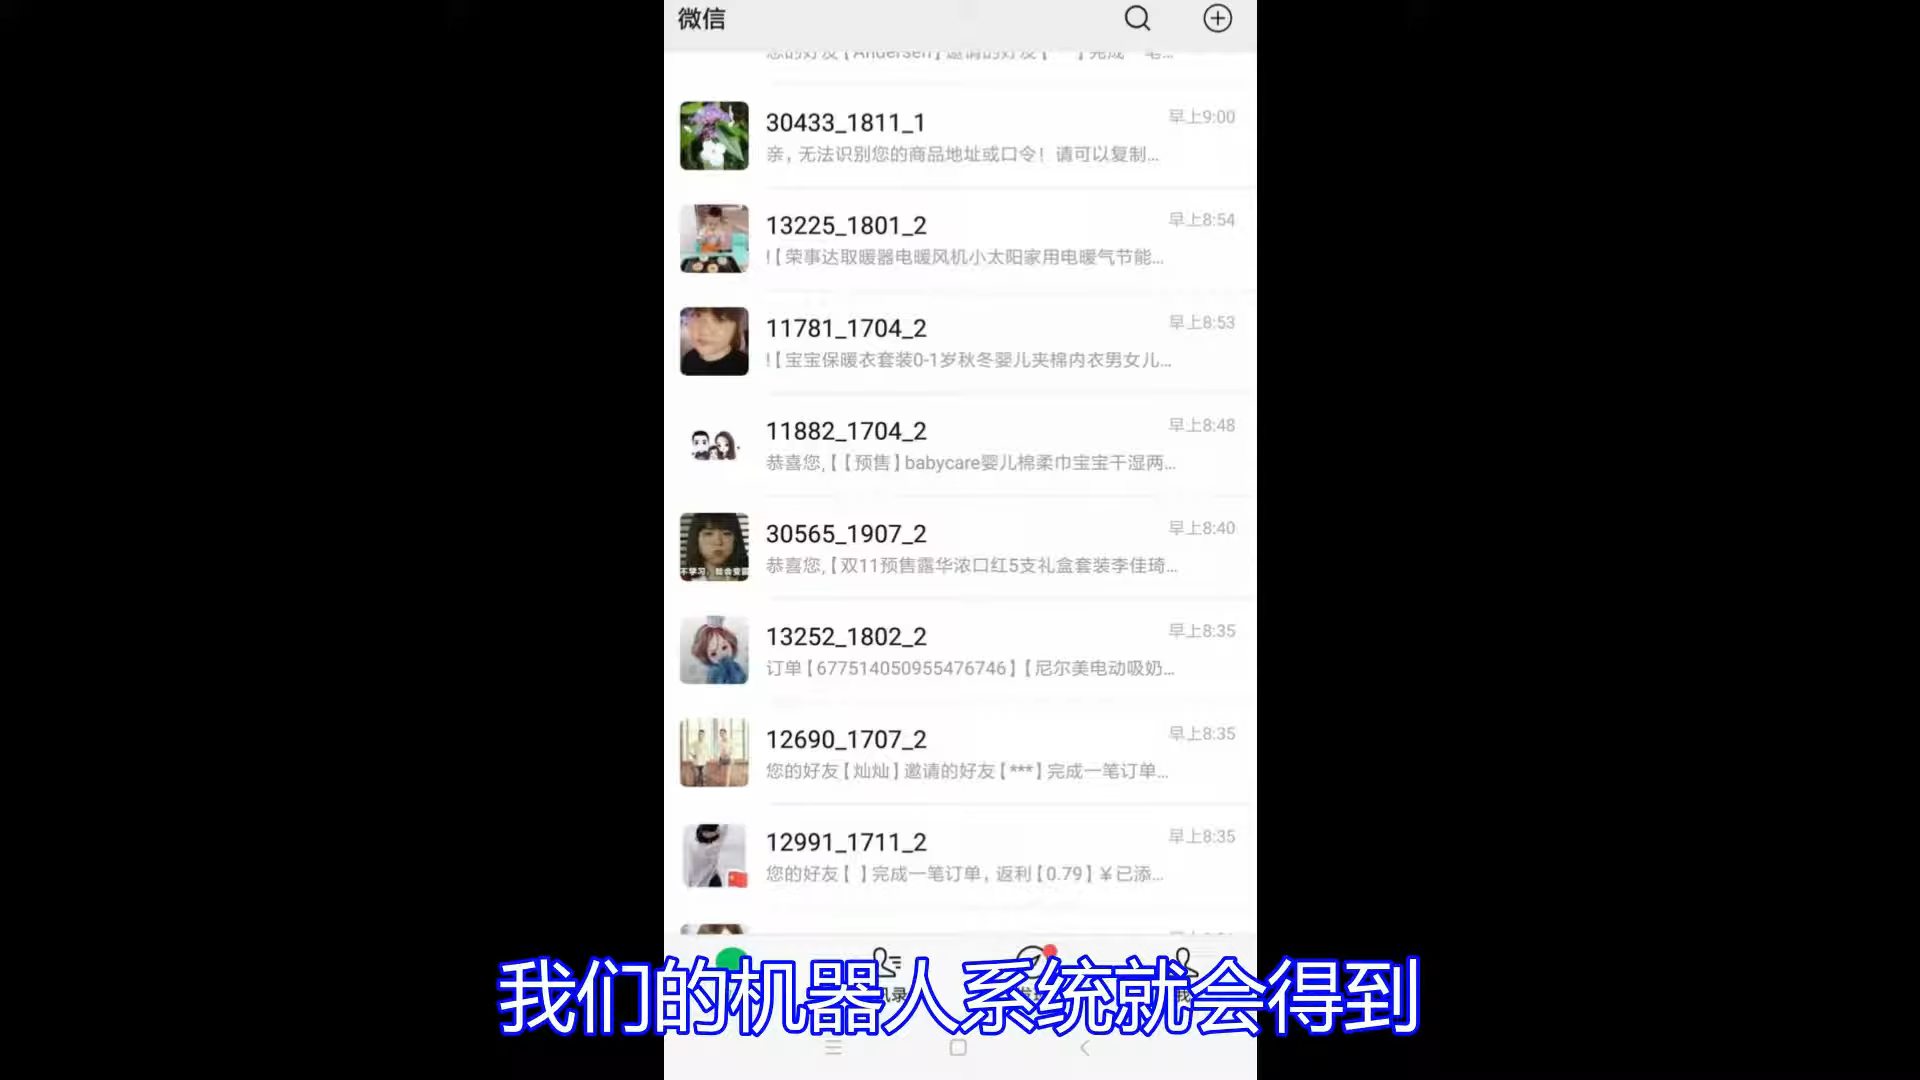 微信
您的好友【Andersen】邀请的好友【
30433_1811_1
早上9:00
亲，无法识别您的商品地址或口令！请可以复制...
13225_1801_2
早上8:54
!【荣事达取暖器电暖风机小太阳家用电暖气节能...
11781_1704_2
早上8:53
!【宝宝保暖衣套装0-1岁秋冬婴儿夹棉内衣男女儿...
11882_1704_2
早上8:48
恭喜您,【【预售】babycare婴儿棉柔巾宝宝干湿两...
30565_1907_2
早上8:40
恭喜您,【双11预售露华浓口红5支礼盒套装李佳琦...
13252_1802_2
早上8:35
订单【677514050955476746】【尼尔美电动吸奶...
12690_1707_2
早上8:35
您的好友【灿灿】邀请的好友【***】完成一笔订单...
12991_1711_2
早上8:35
您的好友【 】完成一笔订单，返利【0.79】￥已添...
我们的机器人系统就会得到